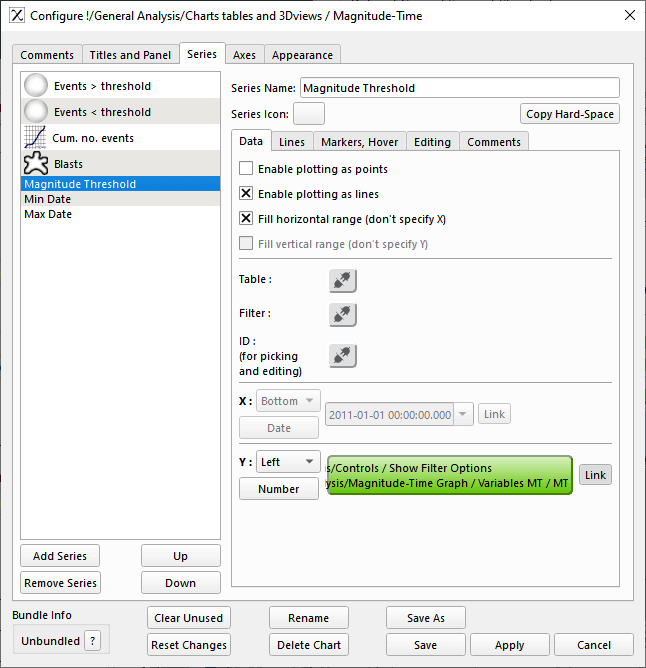 Configure !/General Analysis/Charts tables and 3Dviews / Magnitude-Time
Comments
Titles and Panel
Series
Axes
Appearance
Events > threshold
Events < threshold
Cum. no. events
Blasts
Magnitude Threshold
Min Date
Max Date
Add Series
Up
Remove Series
Down
Series Name: Magnitude Threshold
Series Icon:
Copy Hard-Space
Data
Lines
Markers, Hover
Editing
Comments
Enable plotting as points
Enable plotting as lines
Fill horizontal range (don't specify X)
Fill vertical range (don't specify Y)
Table :
Filter :
ID :
(for picking
and editing)
X : Bottom
2011-01-01 00:00:00.000
Link
Date
Y : Left
s/Controls / Show Filter Options
ysis/Magnitude-Time Graph / Variables MT / MT
Link
Number
Bundle Info
Unbundled ?
Clear Unused
Rename
Save As
Reset Changes
Delete Chart
Save
Apply
Cancel